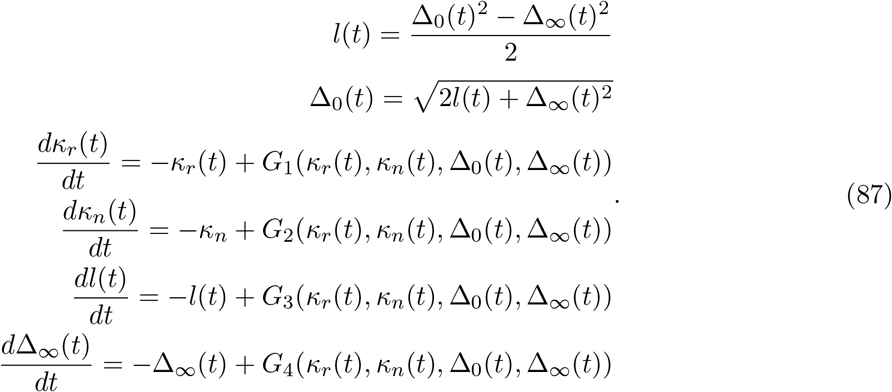 l(t) = \frac{\Delta_0(t)^2 - \Delta_\infty(t)^2}{2}
\Delta_0(t) = \sqrt{2l(t) + \Delta_\infty(t)^2}
\frac{d\kappa_r(t)}{dt} = -\kappa_r(t) + G_1(\kappa_r(t), \kappa_n(t), \Delta_0(t), \Delta_\infty(t))
. (87)
\frac{d\kappa_n(t)}{dt} = -\kappa_n + G_2(\kappa_r(t), \kappa_n(t), \Delta_0(t), \Delta_\infty(t))
\frac{dl(t)}{dt} = -l(t) + G_3(\kappa_r(t), \kappa_n(t), \Delta_0(t), \Delta_\infty(t))
\frac{d\Delta_\infty(t)}{dt} = -\Delta_\infty(t) + G_4(\kappa_r(t), \kappa_n(t), \Delta_0(t), \Delta_\infty(t))